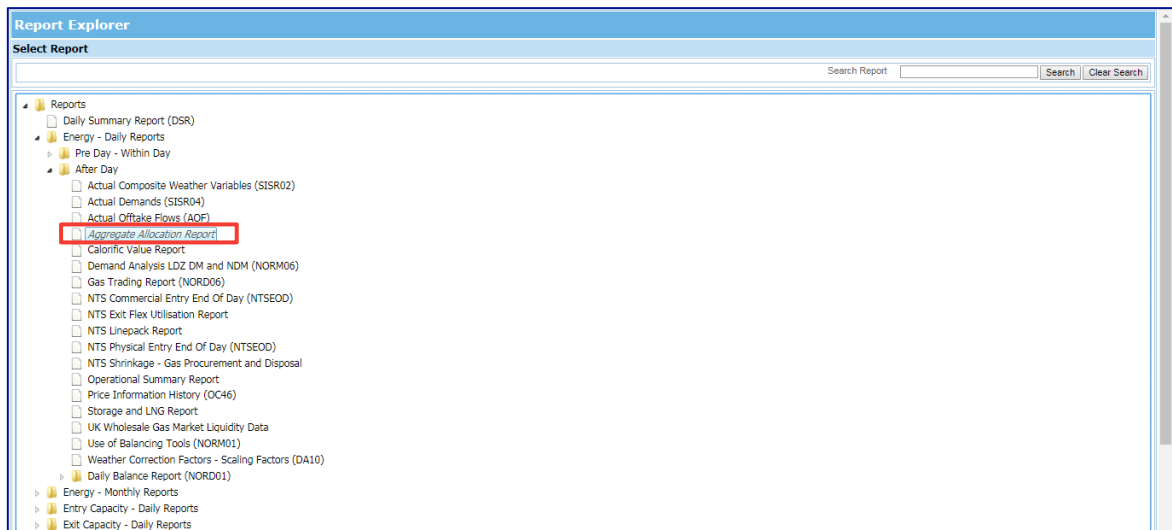 Report Explorer
Select Report
Search Report Search Clear Search
Reports
Daily Summary Report (DSR)
Energy - Daily Reports
Pre Day - Within Day
After Day
Actual Composite Weather Variables (SISR02)
Actual Demands (SISR04)
Actual Offtake Flows (AOF)
Aggregate Allocation Report
Calorific Value Report
Demand Analysis LDZ DM and NDM (NORM06)
Gas Trading Report (NORD06)
NTS Commercial Entry End Of Day (NTSEOD)
NTS Exit Flex Utilisation Report
NTS Linepack Report
NTS Physical Entry End Of Day (NTSEOD)
NTS Shrinkage - Gas Procurement and Disposal
Operational Summary Report
Price Information History (OC46)
Storage and LNG Report
UK Wholesale Gas Market Liquidity Data
Use of Balancing Tools (NORM01)
Weather Correction Factors - Scaling Factors (DA10)
Daily Balance Report (NORD01)
Energy - Monthly Reports
Entry Capacity - Daily Reports
Exit Capacity - Daily Reports